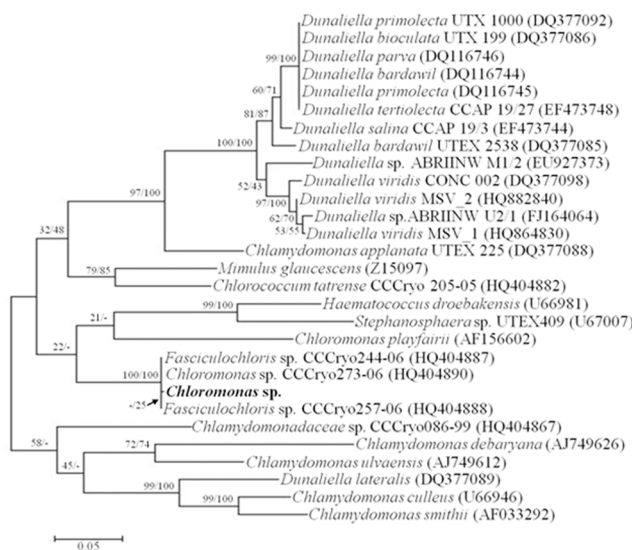 Dunaliella primolecta UTX 1000 (DQ377092)
Dunaliella bioculata UTX 199 (DQ377086)
Dunaliella parva (DQ116746)
99/100
Dunaliella bardawil (DQ116744)
60/71
Dunaliella primolecta (DQ116745)
Dunaliella tertiolecta CCAP 19/27 (EF473748)
81/87
Dunaliella salina CCAP 19/3 (EF473744)
100/100
Dunaliella bardawil UTEX 2538 (DQ377085)
Dunaliella sp. ABRIINW M1/2 (EU927373)
52/43
Dunaliella viridis CONC 002 (DQ377098)
97/100
97/100
Dunaliella viridis MSV_2 (HQ882840)
62/70
Dunaliella sp.ABRIINW U2/1 (FJ164064)
53/55
Dunaliella viridis MSV_1 (HQ864830)
32/48
Chlamydomonas applanata UTEX 225 (DQ377088)
Mimulus glaucescens (Z15097)
79/85
Chlorococcum tatrense CCCryo 205-05 (HQ404882)
99/100
Haematococcus droebakensis (U66981)
21/-
Stephanosphaera sp. UTEX409 (U67007)
Chloromonas playfairii (AF156602)
22/-
Fasciculochloris sp. CCCryo244-06 (HQ404887)
100/100
Chloromonas sp. CCCryo273-06 (HQ404890)
Chloromonas sp.
-/25
Fasciculochloris sp. CCCryo257-06 (HQ404888)
Chlamydomonadaceae sp. CCCryo086-99 (HQ404867)
58/-
72/74
Chlamydomonas debaryana (AJ749626)
45/-
Chlamydomonas ulvaensis (AJ749612)
Dunaliella lateralis (DQ377089)
99/100
99/100
Chlamydomonas culleus (U66946)
Chlamydomonas smithii (AF033292)
0.05